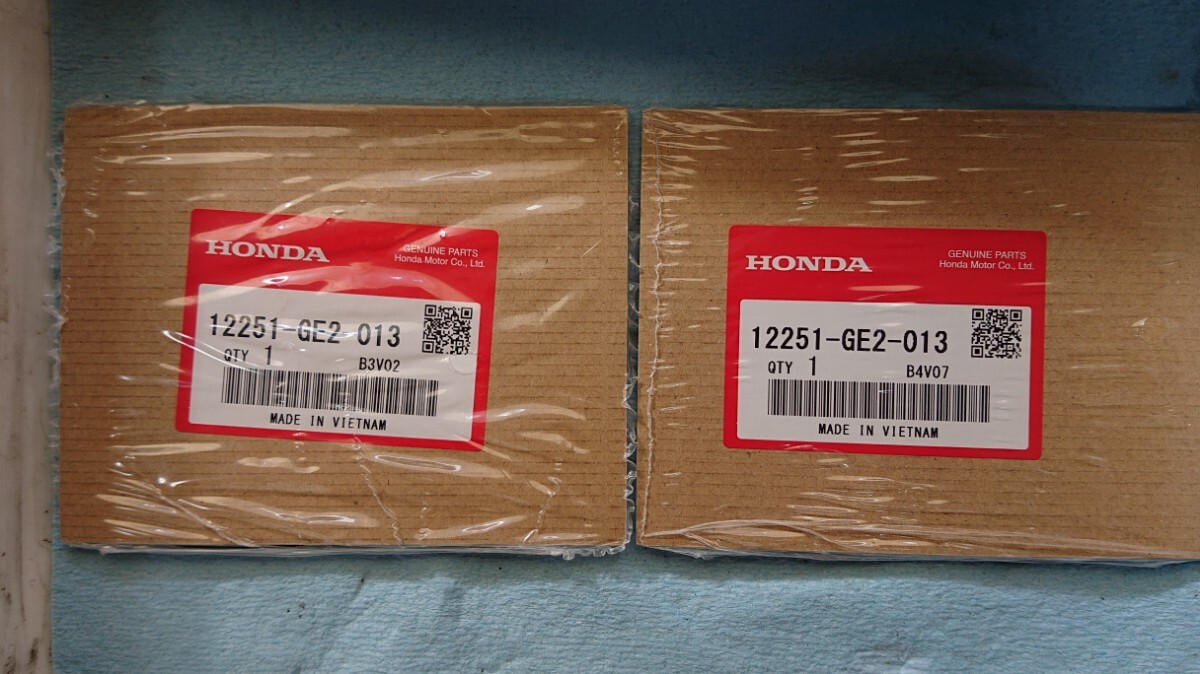 HONDA
GENUINE PARTS
Honda Motor Co., Ltd.
12251-GE2-013
QTY 1
B3V02
MADE IN VIETNAM
HONDA
GENUINE PARTS
Honda Motor Co., Ltd.
12251-GE2-013
QTY 1
B4V07
MADE IN VIETNAM